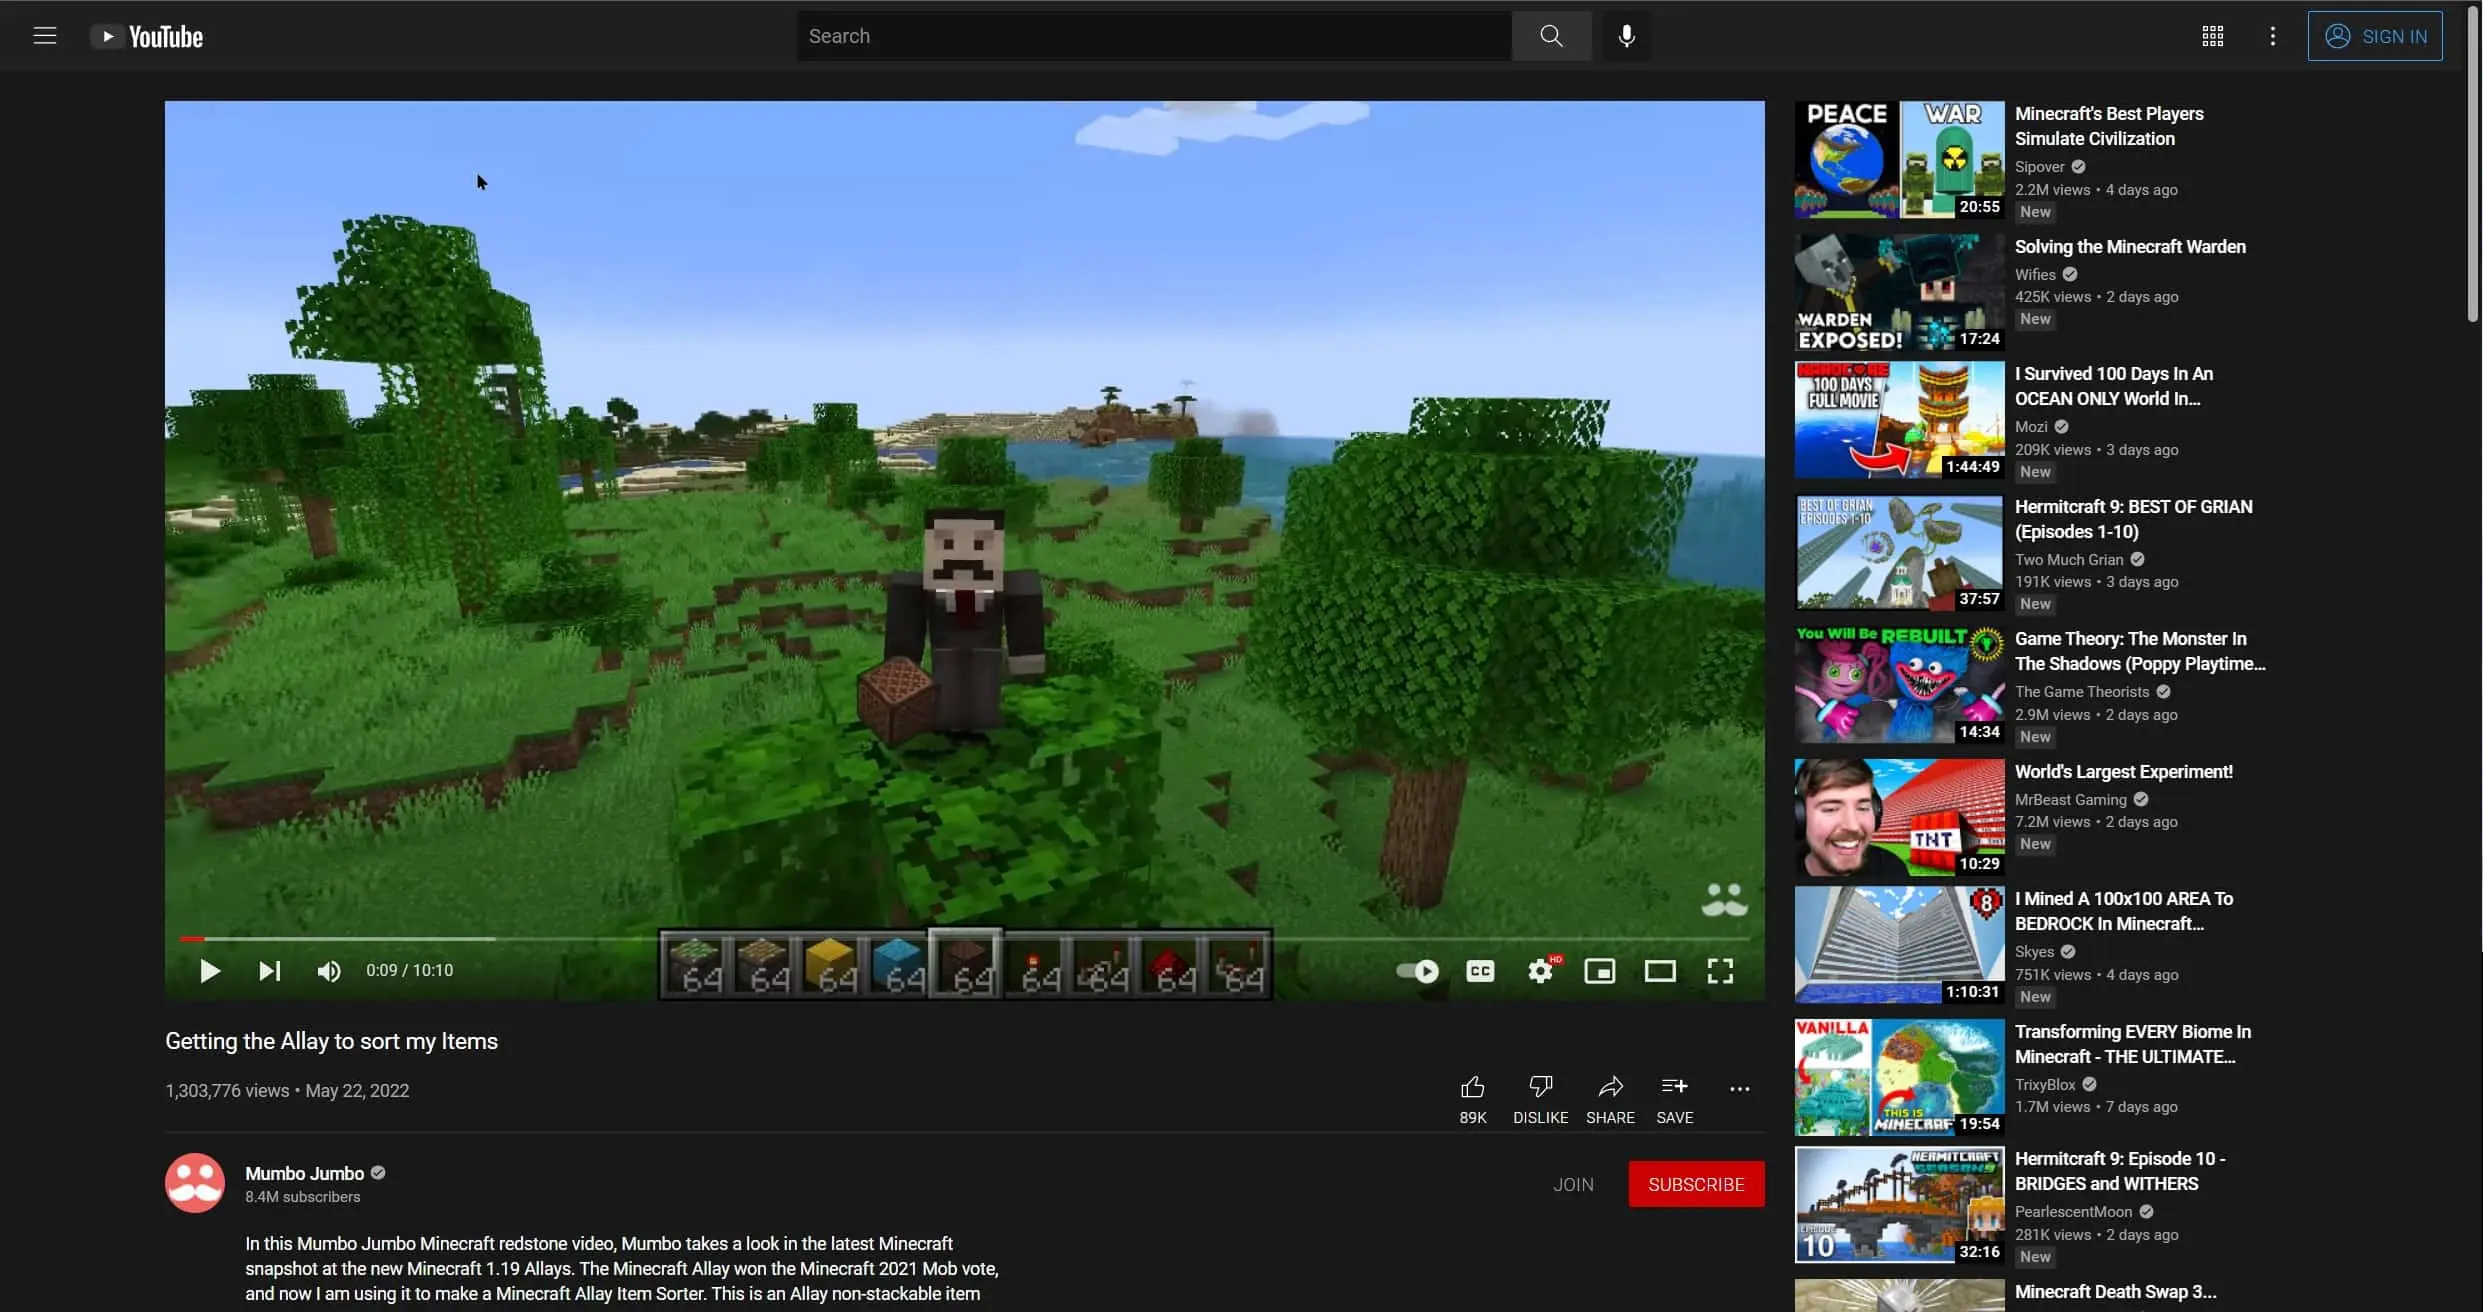 YouTube
Search
SIGN IN
HD
CC
0:09 / 10:10
64 64 64 64 64 64 64 64 64
Getting the Allay to sort my Items
1,303,776 views • May 22, 2022
89K
DISLIKE
SHARE
SAVE
Mumbo Jumbo
8.4M subscribers
JOIN
SUBSCRIBE
In this Mumbo Jumbo Minecraft redstone video, Mumbo takes a look in the latest Minecraft
snapshot at the new Minecraft 1.19 Allays. The Minecraft Allay won the Minecraft 2021 Mob vote,
and now I am using it to make a Minecraft Allay Item Sorter. This is an Allay non-stackable item
PEACE
WAR
20:55
Minecraft's Best Players
Simulate Civilization
Sipover
2.2M views • 4 days ago
New
WARDEN
EXPOSED!
17:24
Solving the Minecraft Warden
Wifies
425K views • 2 days ago
New
HARDCORE
100 DAYS
FULL MOVIE
1:44:49
I Survived 100 Days In An
OCEAN ONLY World In...
Mozi
209K views • 3 days ago
New
BEST OF GRIAN
EPISODES 1-10
37:57
Hermitcraft 9: BEST OF GRIAN
(Episodes 1-10)
Two Much Grian
191K views • 3 days ago
New
You Will Be REBUILT
14:34
Game Theory: The Monster In
The Shadows (Poppy Playtime...
The Game Theorists
2.9M views • 2 days ago
New
TNT
10:29
World's Largest Experiment!
MrBeast Gaming
7.2M views • 2 days ago
New
8
1:10:31
I Mined A 100x100 AREA To
BEDROCK In Minecraft...
Skyes
751K views • 4 days ago
New
VANILLA
THIS IS
MINECRAF
19:54
Transforming EVERY Biome In
Minecraft - THE ULTIMATE...
TrixyBlox
1.7M views • 7 days ago
HERMITCRAFT
SEASON 9
EPISODE
10
32:16
Hermitcraft 9: Episode 10 -
BRIDGES and WITHERS
PearlescentMoon
281K views • 2 days ago
New
Minecraft Death Swap 3...